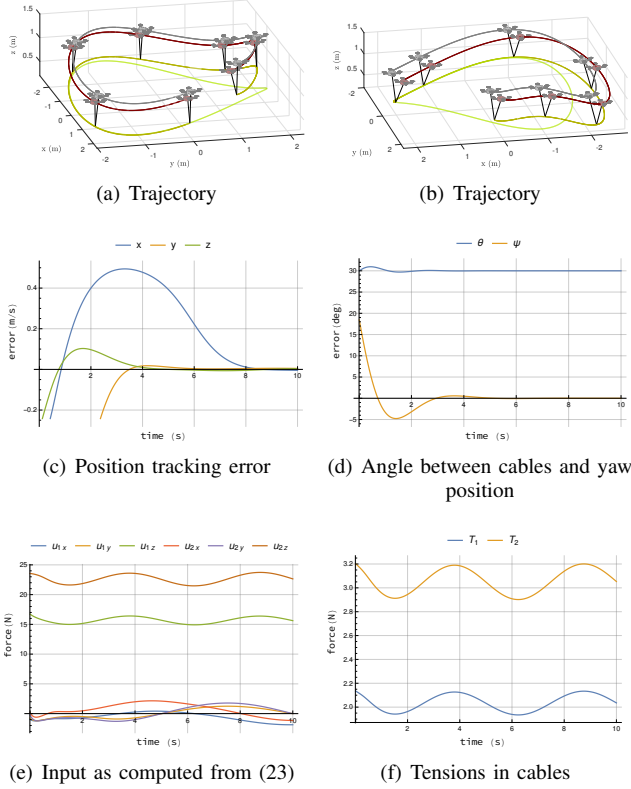 1.5
1
0.5
z (m)
-2
-1
0
1
2
x (m)
-2
-1
0
1
2
y (m)
(a) Trajectory
1.5
1
0.5
z (m)
-2
0
2
y (m)
2
1
0
-1
-2
x (m)
(b) Trajectory
x y z
error(m/s)
0.4
0.2
-0.2
2 4 6 8 10
time (s)
(c) Position tracking error
θ ψ
error(deg)
30
25
20
15
10
5
-5
2 4 6 8 10
time (s)
(d) Angle between cables and yaw
position
u1x u1y u1z u2x u2y u2z
force(N)
25
20
15
10
5
2 4 6 8 10
time (s)
(e) Input as computed from (23)
T1 T2
force(N)
3.2
3.0
2.8
2.6
2.4
2.2
2.0
2 4 6 8 10
time (s)
(f) Tensions in cables